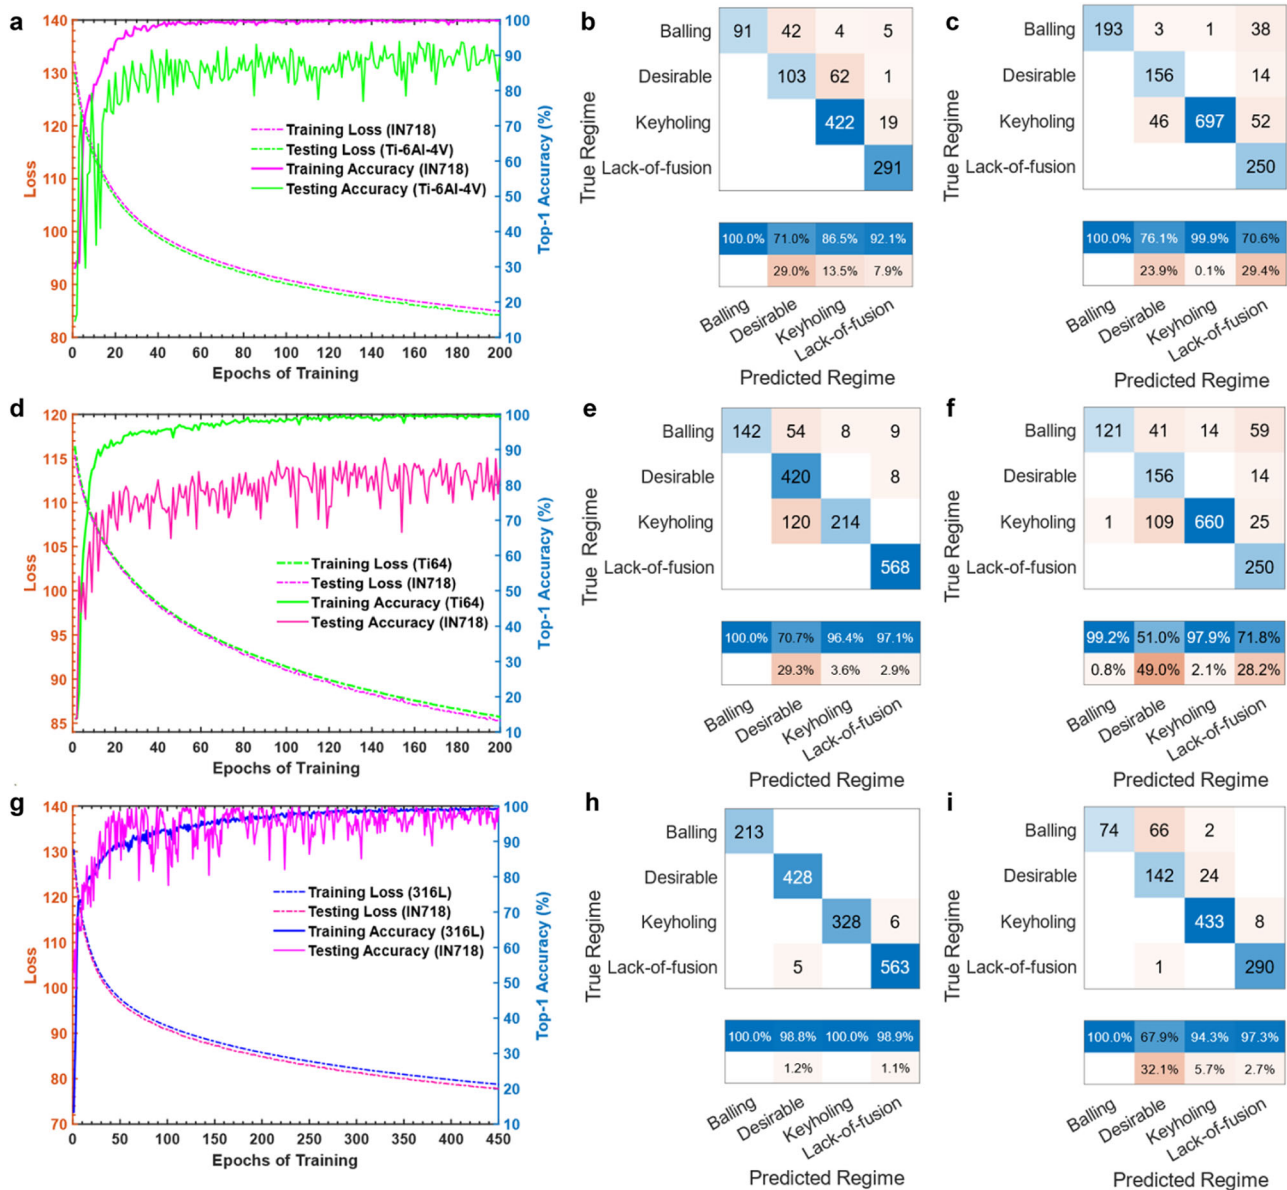 a
140
130
120
110
100
90
80
Loss
100
90
80
70
60
50
40
30
20
10
Top-1 Accuracy (%)
Training Loss (IN718)
Testing Loss (Ti-6Al-4V)
Training Accuracy (IN718)
Testing Accuracy (Ti-6Al-4V)
0 20 40 60 80 100 120 140 160 180 200
Epochs of Training
b
True Regime
Balling 91 42 4 5
Desirable 103 62 1
Keyholing 422 19
Lack-of-fusion 291
100.0% 71.0% 86.5% 92.1%
29.0% 13.5% 7.9%
Balling Desirable Keyholing Lack-of-fusion
Predicted Regime
c
True Regime
Balling 193 3 1 38
Desirable 156 14
Keyholing 46 697 52
Lack-of-fusion 250
100.0% 76.1% 99.9% 70.6%
23.9% 0.1% 29.4%
Balling Desirable Keyholing Lack-of-fusion
Predicted Regime
d
120
115
110
105
100
95
90
85
Loss
100
90
80
70
60
50
40
30
20
10
Top-1 Accuracy (%)
Training Loss (Ti64)
Testing Loss (IN718)
Training Accuracy (Ti64)
Testing Accuracy (IN718)
0 20 40 60 80 100 120 140 160 180 200
Epochs of Training
e
True Regime
Balling 142 54 8 9
Desirable 420 8
Keyholing 120 214
Lack-of-fusion 568
100.0% 70.7% 96.4% 97.1%
29.3% 3.6% 2.9%
Balling Desirable Keyholing Lack-of-fusion
Predicted Regime
f
True Regime
Balling 121 41 14 59
Desirable 156 14
Keyholing 1 109 660 25
Lack-of-fusion 250
99.2% 51.0% 97.9% 71.8%
0.8% 49.0% 2.1% 28.2%
Balling Desirable Keyholing Lack-of-fusion
Predicted Regime
g
140
130
120
110
100
90
80
70
Loss
100
90
80
70
60
50
40
30
20
10
Top-1 Accuracy (%)
Training Loss (316L)
Testing Loss (IN718)
Training Accuracy (316L)
Testing Accuracy (IN718)
0 50 100 150 200 250 300 350 400 450
Epochs of Training
h
True Regime
Balling 213
Desirable 428
Keyholing 328 6
Lack-of-fusion 5 563
100.0% 98.8% 100.0% 98.9%
1.2% 1.1%
Balling Desirable Keyholing Lack-of-fusion
Predicted Regime
i
True Regime
Balling 74 66 2
Desirable 142 24
Keyholing 433 8
Lack-of-fusion 1 290
100.0% 67.9% 94.3% 97.3%
32.1% 5.7% 2.7%
Balling Desirable Keyholing Lack-of-fusion
Predicted Regime